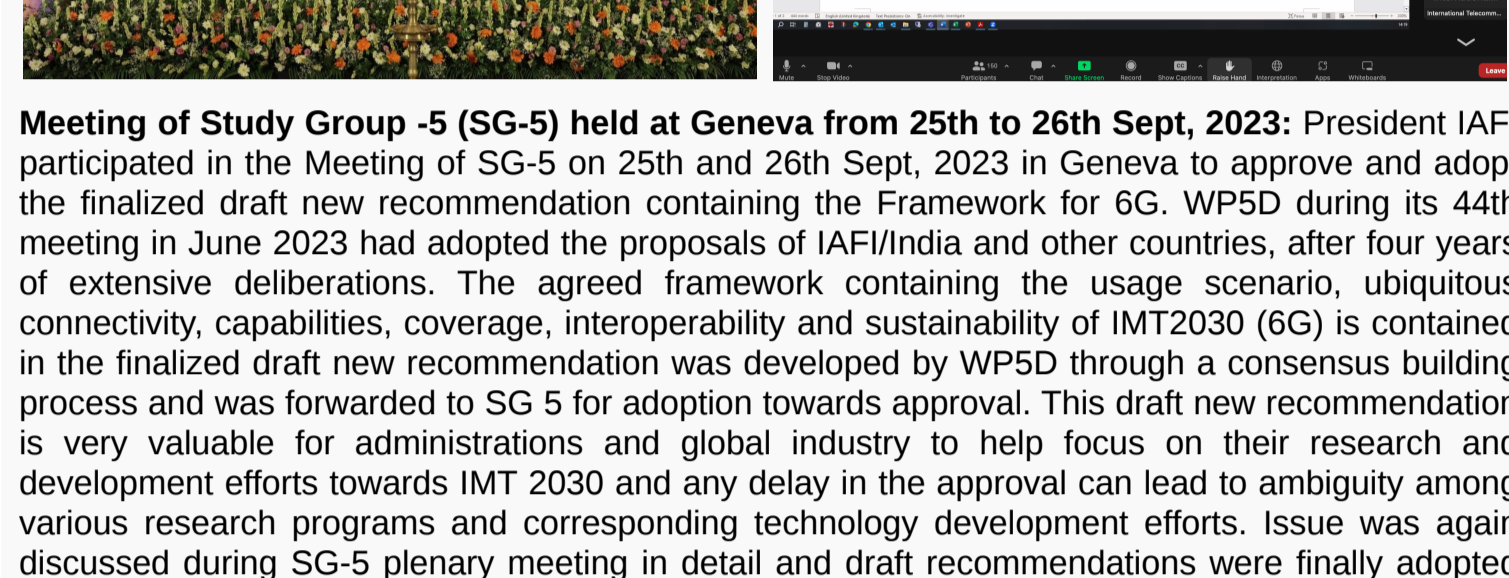 International Telecomm...
150
Mute Stop Video Participants Chat Share Screen Record Show Captions Raise Hand Interpretation Apps Whiteboards Leave
Meeting of Study Group -5 (SG-5) held at Geneva from 25th to 26th Sept, 2023: President IAF
participated in the Meeting of SG-5 on 25th and 26th Sept, 2023 in Geneva to approve and adop
the finalized draft new recommendation containing the Framework for 6G. WP5D during its 44th
meeting in June 2023 had adopted the proposals of IAFI/India and other countries, after four years
of extensive deliberations. The agreed framework containing the usage scenario, ubiquitous
connectivity, capabilities, coverage, interoperability and sustainability of IMT2030 (6G) is contained
in the finalized draft new recommendation was developed by WP5D through a consensus building
process and was forwarded to SG 5 for adoption towards approval. This draft new recommendation
is very valuable for administrations and global industry to help focus on their research and
development efforts towards IMT 2030 and any delay in the approval can lead to ambiguity among
various research programs and corresponding technology development efforts. Issue was again
discussed during SG-5 plenary meeting in detail and draft recommendations were finally adopted